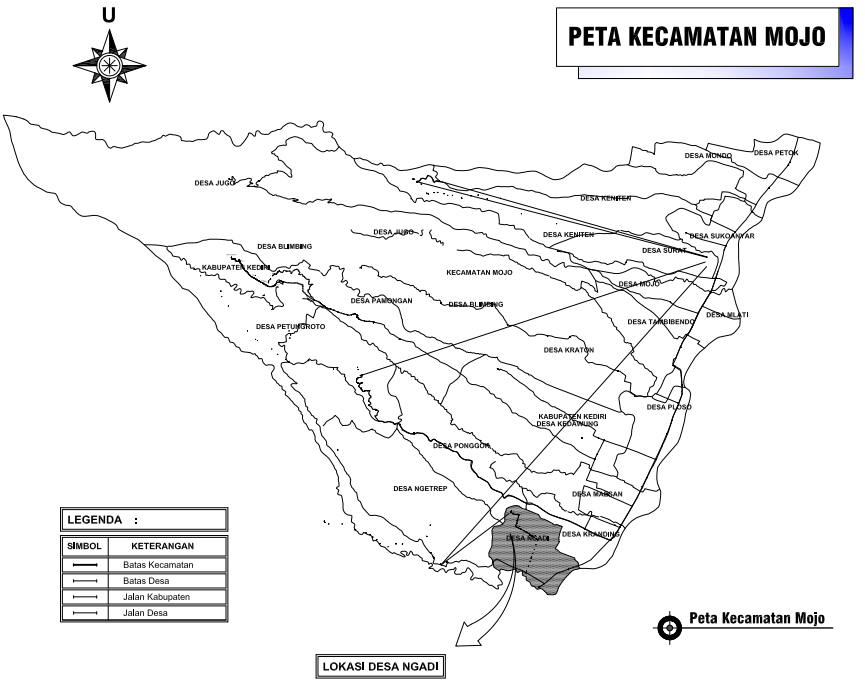 U
PETA KECAMATAN MOJO
DESA MONDO
DESA PETOK
DESA JUGO
DESA KENITEN
DESA JUGO
DESA KENITEN
DESA SUKOANYAR
DESA BLIMBING
DESA SURAT
KABUPATEN KEDIRI
KECAMATAN MOJO
DESA MOJO
DESA PAMONGAN
DESA BLIMBING
DESA MLATI
DESA PETUNGROTO
DESA TAMBIBENDO
DESA KRATON
DESA PLOSO
KABUPATEN KEDIRI
DESA KEDAWUNG
DESA PONGGOK
DESA NGETREP
DESA MAESAN
DESA NGADI
DESA KRANDING
LEGENDA :
SIMBOL KETERANGAN
Batas Kecamatan
Batas Desa
Jalan Kabupaten
Jalan Desa
Peta Kecamatan Mojo
LOKASI DESA NGADI